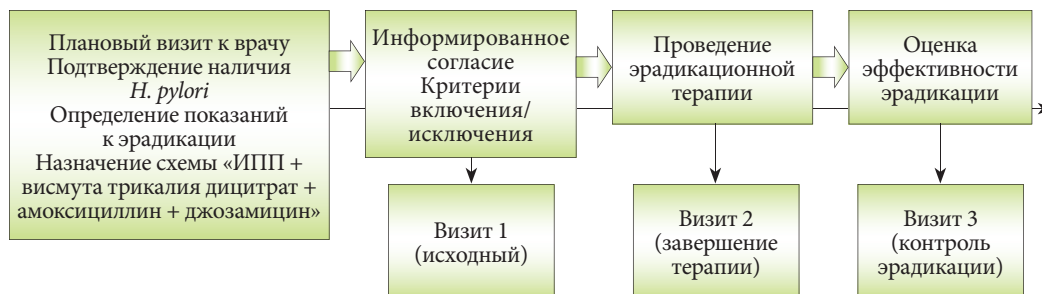 Плановый визит к врачу
Подтверждение наличия
H. pylori
Определение показаний
к эрадикации
Назначение схемы «ИПП +
висмута трикалия дицитрат +
амоксициллин + джозамицин»
Информированное
согласие
Критерии
включения/
исключения
Проведение
эрадикационной
терапии
Оценка
эффективности
эрадикации
Визит 1
(исходный)
Визит 2
(завершение
терапии)
Визит 3
(контроль
эрадикации)